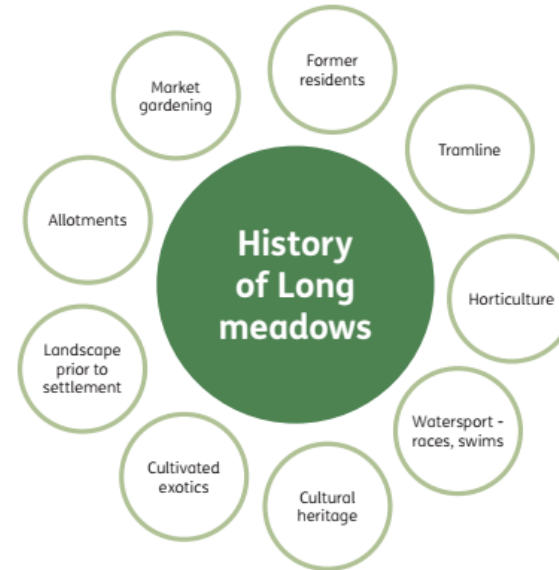 History
of Long
meadows
Former
residents
Tramline
Horticulture
Watersport -
races, swims
Cultural
heritage
Cultivated
exotics
Landscape
prior to
settlement
Allotments
Market
gardening